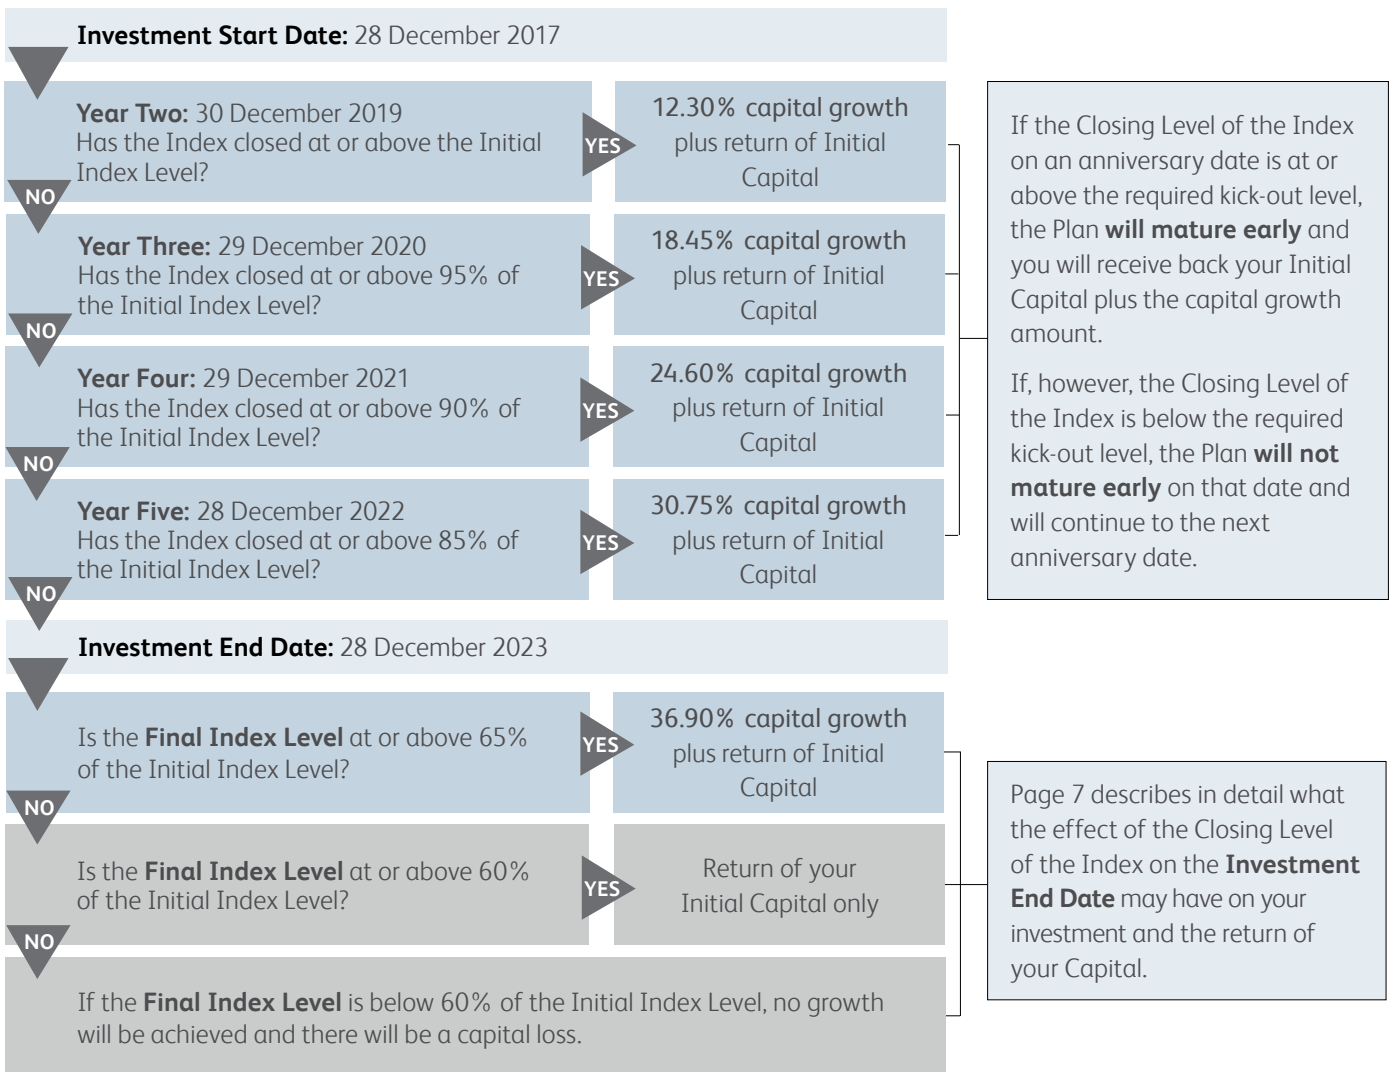 Investment Start Date: 28 December 2017
Year Two: 30 December 2019
Has the Index closed at or above the Initial
Index Level?
YES
12.30% capital growth
plus return of Initial
Capital
NO
Year Three: 29 December 2020
Has the Index closed at or above 95% of
the Initial Index Level?
YES
18.45% capital growth
plus return of Initial
Capital
NO
Year Four: 29 December 2021
Has the Index closed at or above 90% of
the Initial Index Level?
YES
24.60% capital growth
plus return of Initial
Capital
NO
Year Five: 28 December 2022
Has the Index closed at or above 85% of
the Initial Index Level?
YES
30.75% capital growth
plus return of Initial
Capital
NO
If the Closing Level of the Index
on an anniversary date is at or
above the required kick-out level,
the Plan will mature early and
you will receive back your Initial
Capital plus the capital growth
amount.
If, however, the Closing Level of
the Index is below the required
kick-out level, the Plan will not
mature early on that date and
will continue to the next
anniversary date.
Investment End Date: 28 December 2023
Is the Final Index Level at or above 65%
of the Initial Index Level?
YES
36.90% capital growth
plus return of Initial
Capital
NO
Is the Final Index Level at or above 60%
of the Initial Index Level?
YES
Return of your
Initial Capital only
NO
If the Final Index Level is below 60% of the Initial Index Level, no growth
will be achieved and there will be a capital loss.
Page 7 describes in detail what
the effect of the Closing Level
of the Index on the Investment
End Date may have on your
investment and the return of
your Capital.